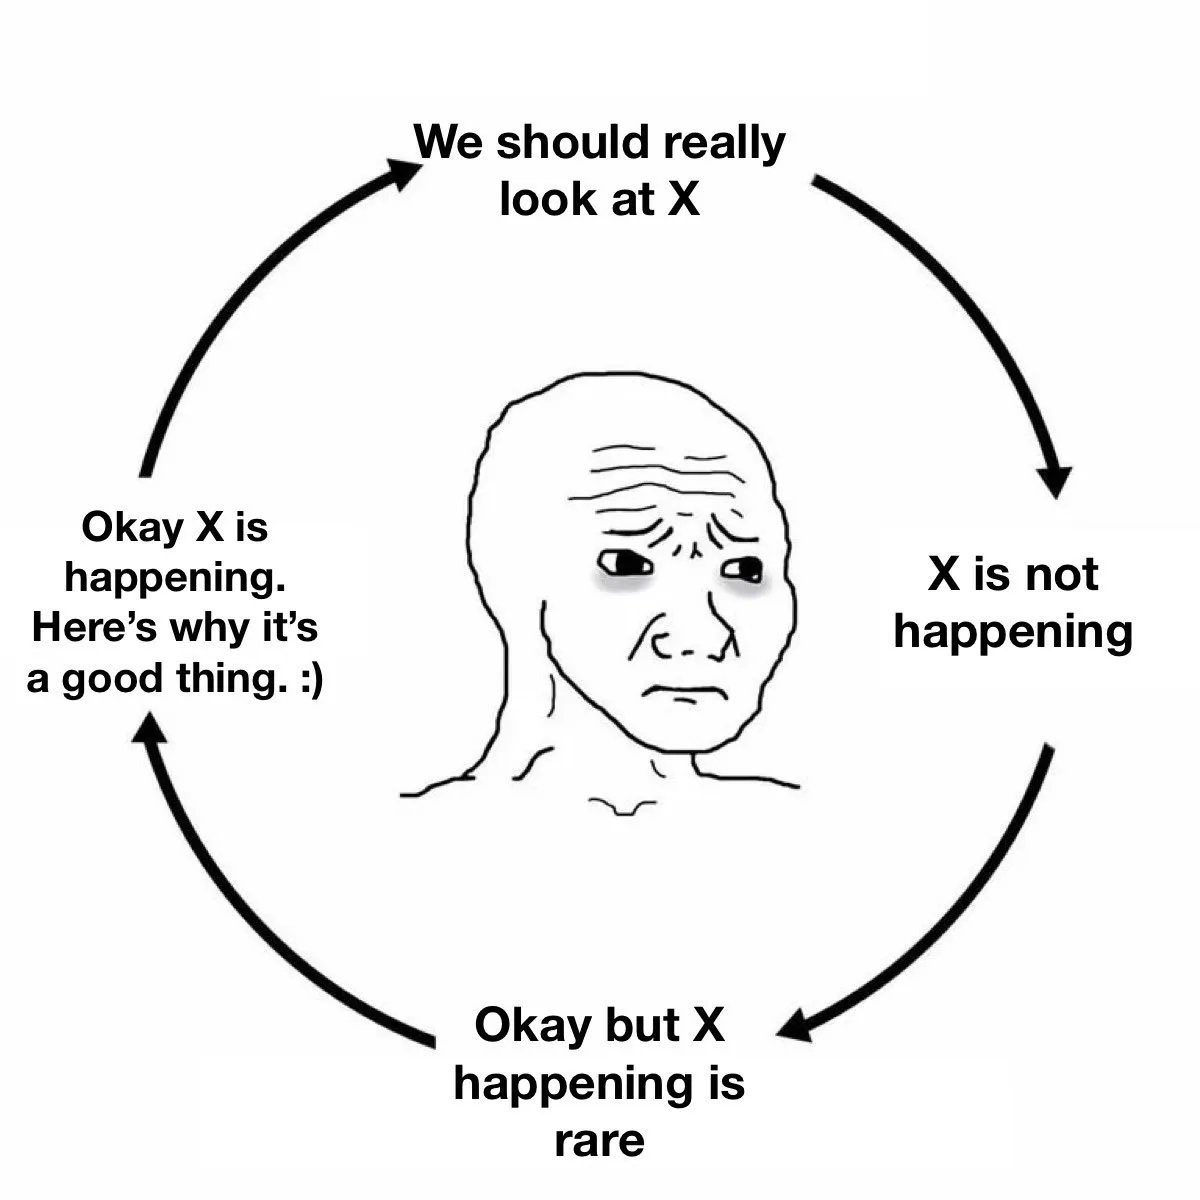 We should really
look at X
X is not
happening
Okay but X
happening is
rare
Okay X is
happening.
Here’s why it’s
a good thing. :)